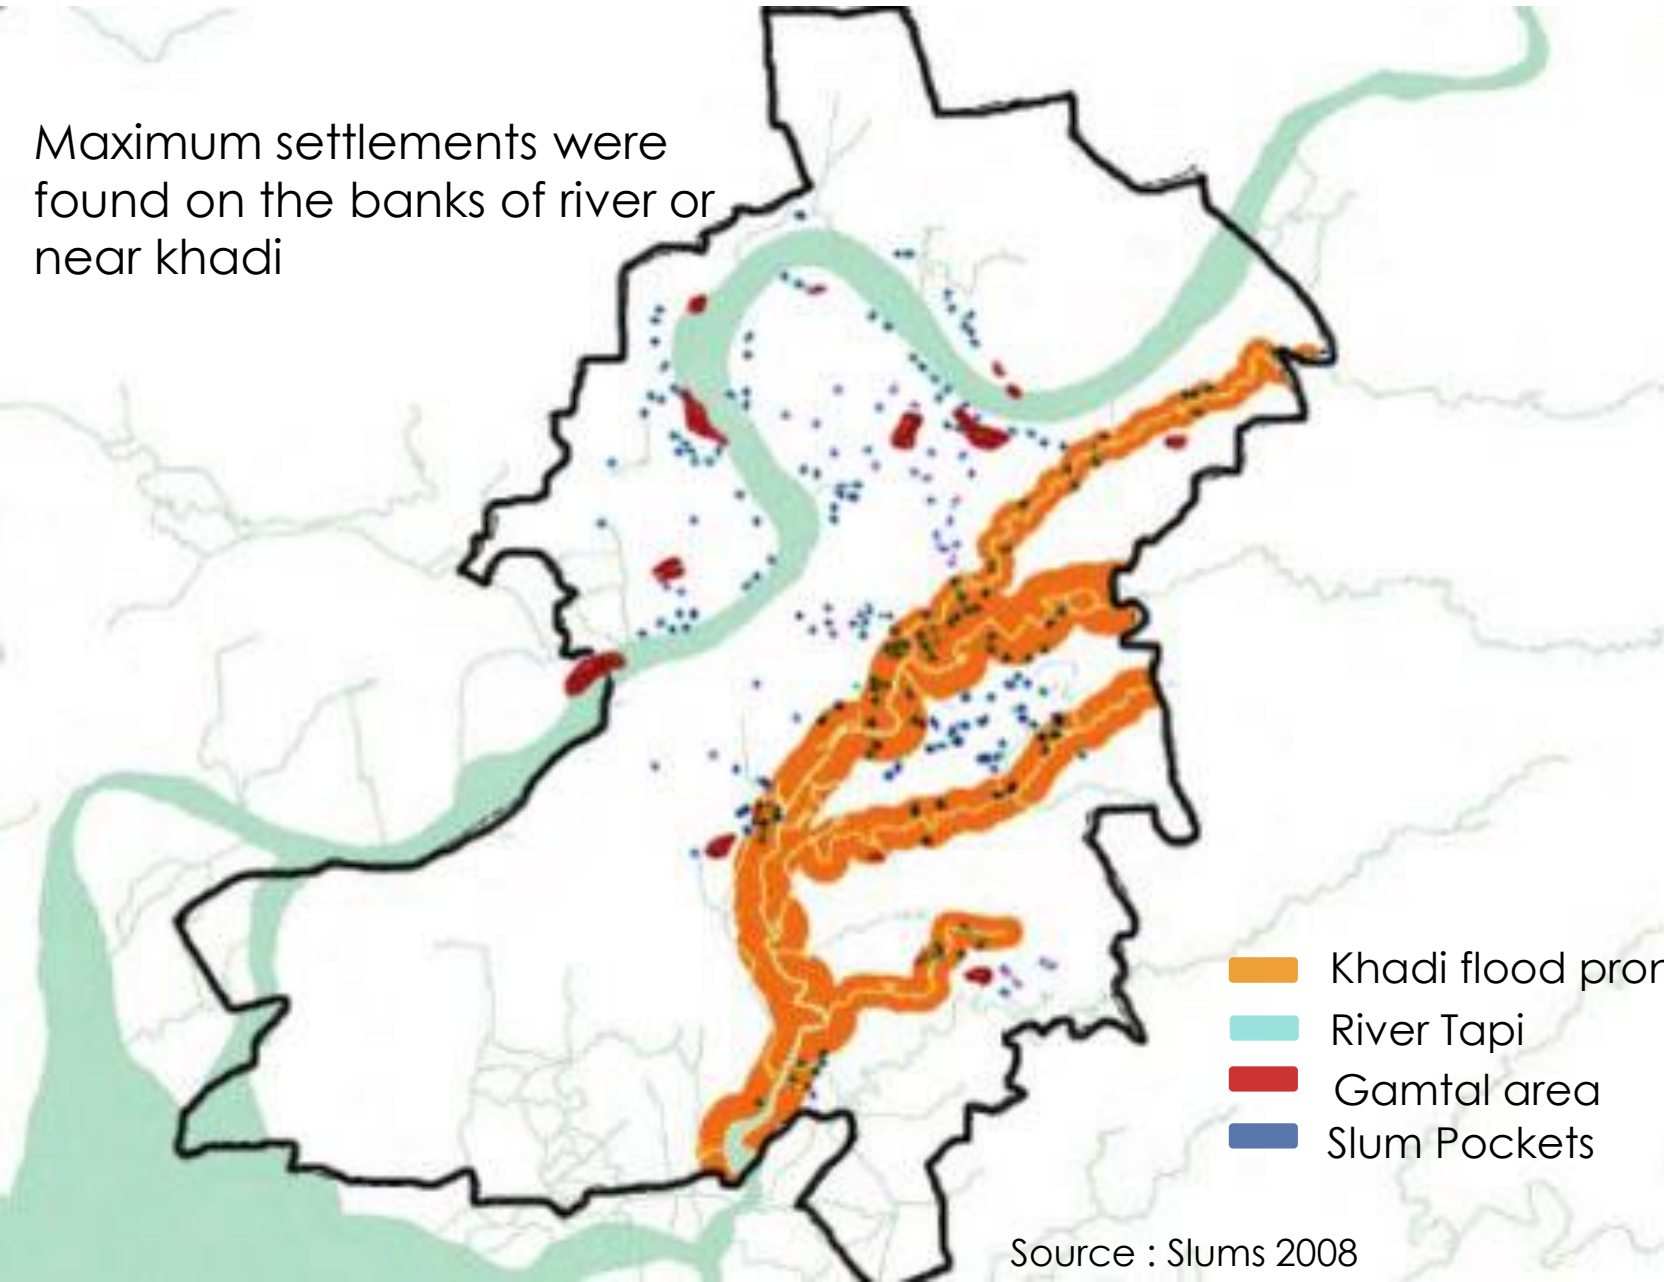 Maximum settlements were
found on the banks of river or
near khadi
Khadi flood pron
River Tapi
Gamtal area
Slum Pockets
Source : Slums 2008